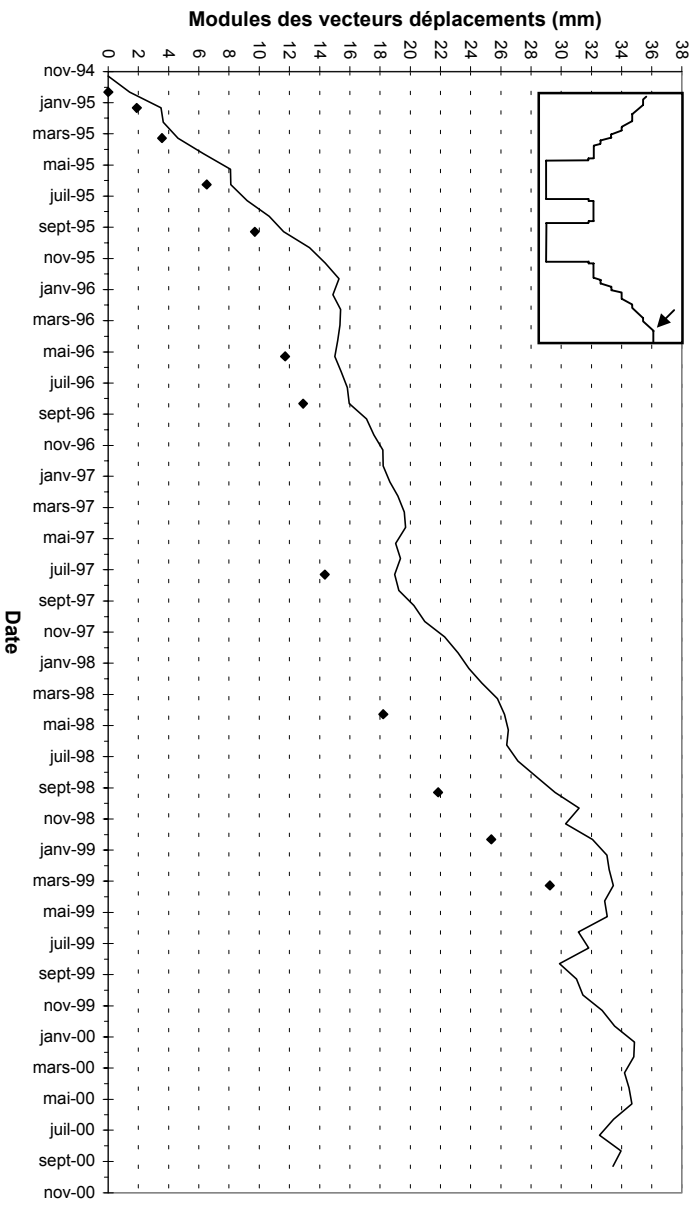 Modules des vecteurs déplacements (mm)
0 2 4 6 8 10 12 14 16 18 20 22 24 26 28 30 32 34 36 38
nov-94
janv-95
mars-95
mai-95
juil-95
sept-95
nov-95
janv-96
mars-96
mai-96
juil-96
sept-96
nov-96
janv-97
mars-97
mai-97
juil-97
sept-97
nov-97
janv-98
mars-98
mai-98
juil-98
sept-98
nov-98
janv-99
mars-99
mai-99
juil-99
sept-99
nov-99
janv-00
mars-00
mai-00
juil-00
sept-00
nov-00
Date